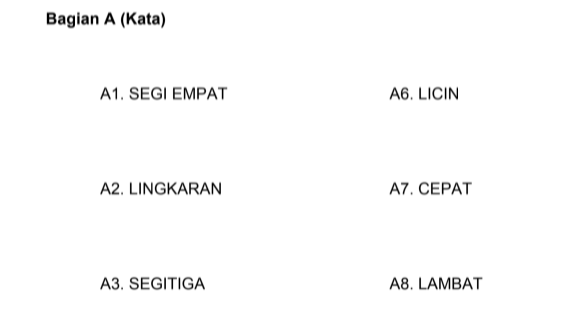 Bagian A (Kata)
A1. SEGI EMPAT
A6. LICIN
A2. LINGKARAN
A7. CEPAT
A3. SEGITIGA
A8. LAMBAT